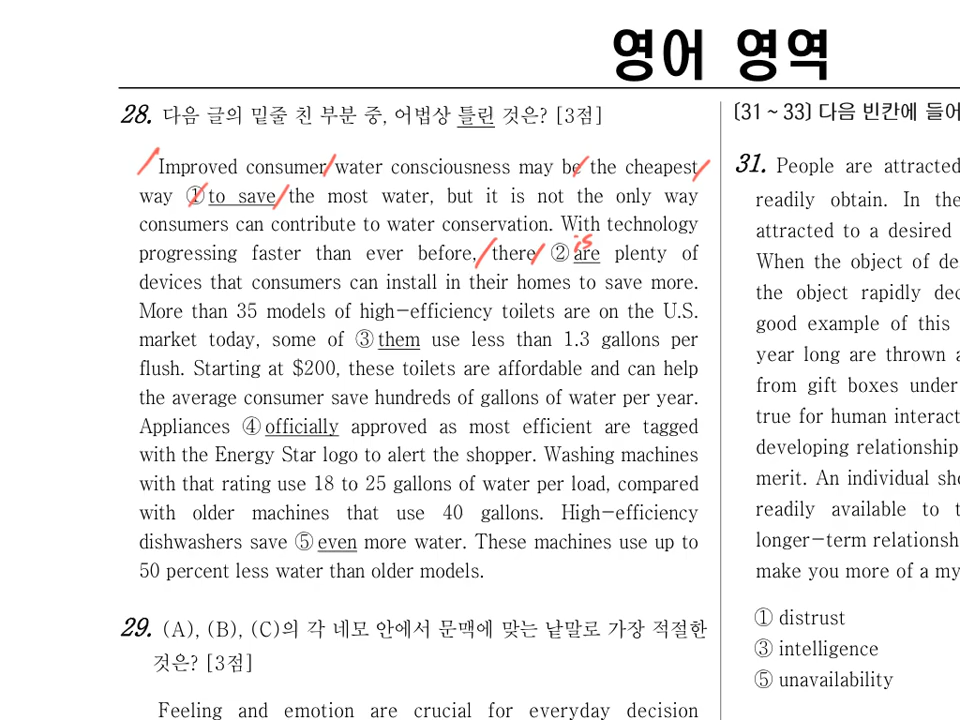 영어 영역
28. 다음 글의 밑줄 친 부분 중, 어법상 틀린 것은? [3점]
Improved consumer water consciousness may be the cheapest
way ① to save the most water, but it is not the only way
consumers can contribute to water conservation. With technology
progressing faster than ever before, there ② are plenty of
is
devices that consumers can install in their homes to save more.
More than 35 models of high-efficiency toilets are on the U.S.
market today, some of ③ them use less than 1.3 gallons per
flush. Starting at $200, these toilets are affordable and can help
the average consumer save hundreds of gallons of water per year.
Appliances ④ officially approved as most efficient are tagged
with the Energy Star logo to alert the shopper. Washing machines
with that rating use 18 to 25 gallons of water per load, compared
with older machines that use 40 gallons. High-efficiency
dishwashers save ⑤ even more water. These machines use up to
50 percent less water than older models.
29. (A), (B), (C)의 각 네모 안에서 문맥에 맞는 낱말로 가장 적절한
것은? [3점]
Feeling and emotion are crucial for everyday decision
[31~33] 다음 빈칸에 들어
31. People are attracted
readily obtain. In the
attracted to a desired
When the object of de
the object rapidly dec
good example of this
year long are thrown a
from gift boxes under
true for human interact
developing relationship
merit. An individual sho
readily available to t
longer-term relationsh
make you more of a my
① distrust
③ intelligence
⑤ unavailability